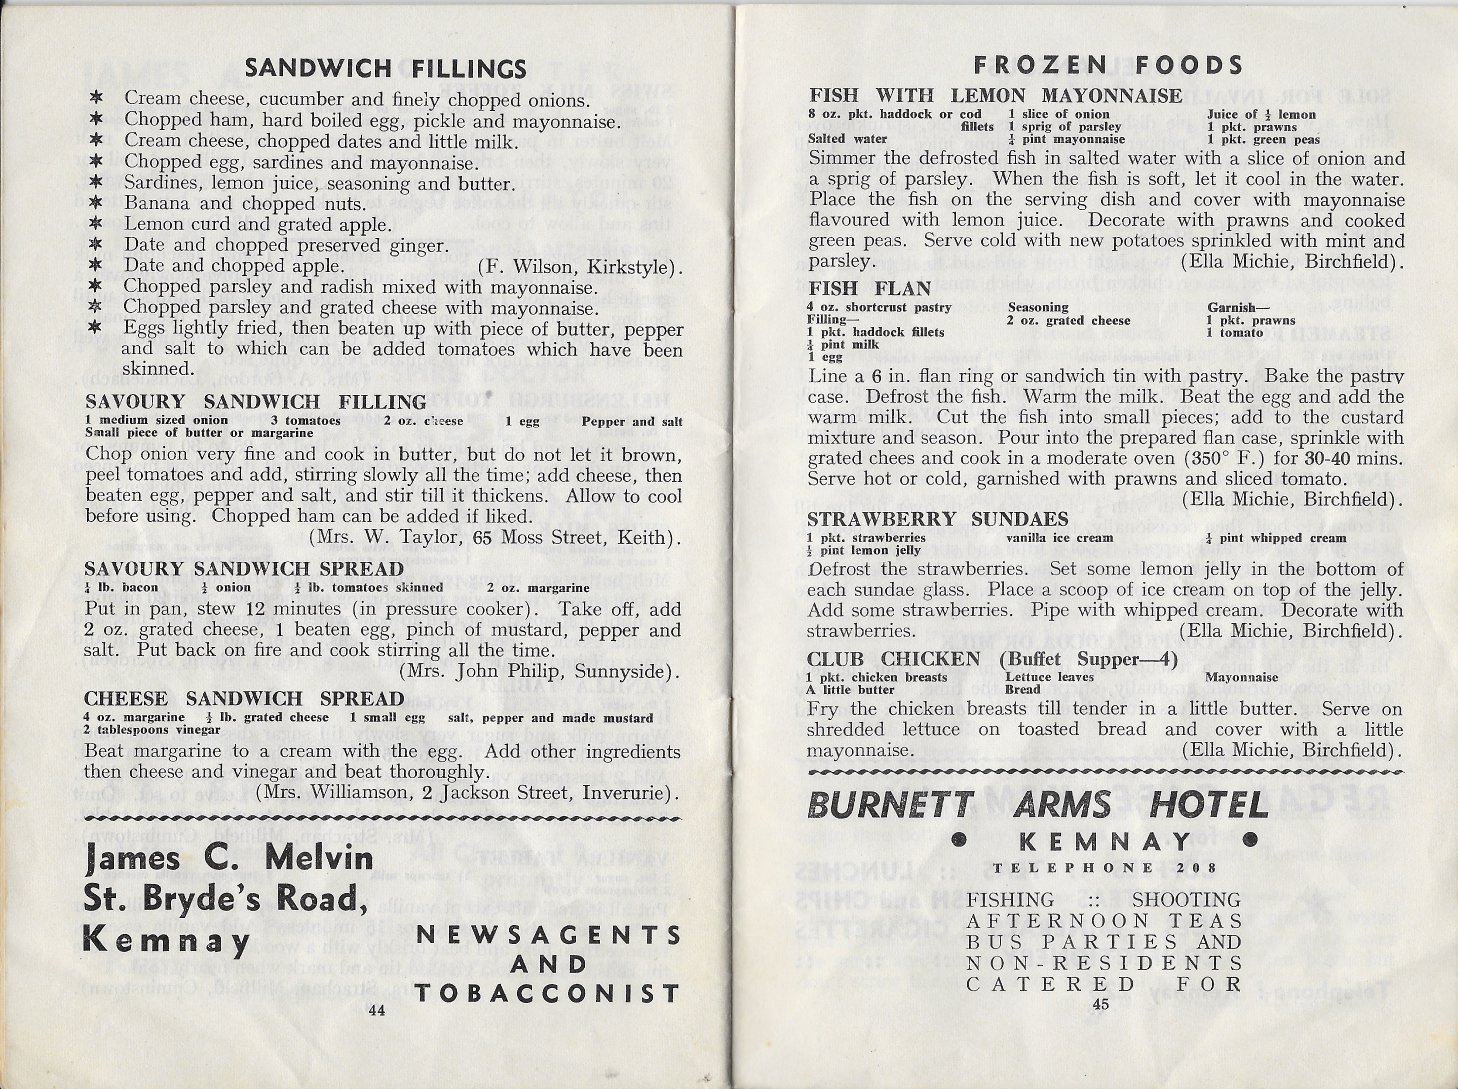 SANDWICH FILLINGS
* Cream cheese, cucumber and finely chopped onions.
* Chopped ham, hard boiled egg, pickle and mayonnaise.
* Cream cheese, chopped dates and little milk.
* Chopped egg, sardines and mayonnaise.
* Sardines, lemon juice, seasoning and butter.
* Banana and chopped nuts.
* Lemon curd and grated apple.
* Date and chopped preserved ginger.
* Date and chopped apple. (F. Wilson, Kirkstyle).
* Chopped parsley and radish mixed with mayonnaise.
* Chopped parsley and grated cheese with mayonnaise.
* Eggs lightly fried, then beaten up with piece of butter, pepper
and salt to which can be added tomatoes which have been
skinned.
SAVOURY SANDWICH FILLING
1 medium sized onion 3 tomatoes 2 oz. cheese 1 egg Pepper and salt
Small piece of butter or margarine
Chop onion very fine and cook in butter, but do not let it brown,
peel tomatoes and add, stirring slowly all the time; add cheese, then
beaten egg, pepper and salt, and stir till it thickens. Allow to cool
before using. Chopped ham can be added if liked.
(Mrs. W. Taylor, 65 Moss Street, Keith).
SAVOURY SANDWICH SPREAD
lb. bacon ½ onion lb. tomatoes skinned 2 oz. margarine
Put in pan, stew 12 minutes (in pressure cooker). Take off, add
2 oz. grated cheese, 1 beaten egg, pinch of mustard, pepper and
salt. Put back on fire and cook stirring all the time.
(Mrs. John Philip, Sunnyside).
CHEESE SANDWICH SPREAD
4 oz. margarine ½ lb. grated cheese 1 small egg salt, pepper and made mustard
2 tablespoons vinegar
Beat margarine to a cream with the egg. Add other ingredients
then cheese and vinegar and beat thoroughly.
(Mrs. Williamson, 2 Jackson Street, Inverurie).
James C. Melvin
St. Bryde's Road,
Kemnay
NEWSAGENTS
AND
TOBACCONIST
44
FROZEN FOODS
FISH WITH LEMON MAYONNAISE
8 oz. pkt. haddock or cod 1 slice of onion Juice of ½ lemon
fillets 1 sprig of parsley 1 pkt. prawns
Salted water pint mayonnaise 1 pkt. green peas
Simmer the defrosted fish in salted water with a slice of onion and
a sprig of parsley. When the fish is soft, let it cool in the water.
Place the fish on the serving dish and cover with mayonnaise
flavoured with lemon juice. Decorate with prawns and cooked
green peas. Serve cold with new potatoes sprinkled with mint and
parsley. (Ella Michie, Birchfield).
FISH FLAN
4 oz. shortcrust pastry Seasoning Garnish—
Filling— 2 oz. grated cheese 1 pkt. prawns
1 pkt. haddock fillets 1 tomato
pint milk
1 egg
Line a 6 in. flan ring or sandwich tin with pastry. Bake the pastry
case. Defrost the fish. Warm the milk. Beat the egg and add the
warm milk. Cut the fish into small pieces; add to the custard
mixture and season. Pour into the prepared flan case, sprinkle with
grated chees and cook in a moderate oven (350° F.) for 30-40 mins.
Serve hot or cold, garnished with prawns and sliced tomato.
(Ella Michie, Birchfield).
STRAWBERRY SUNDAES
1 pkt. strawberries vanilla ice cream pint whipped cream
½ pint lemon jelly
Defrost the strawberries. Set some lemon jelly in the bottom of
each sundae glass. Place a scoop of ice cream on top of the jelly.
Add some strawberries. Pipe with whipped cream. Decorate with
strawberries. (Ella Michie, Birchfield).
CLUB CHICKEN (Buffet Supper—4)
1 pkt. chicken breasts Lettuce leaves Mayonnaise
A little butter Bread
Fry the chicken breasts till tender in a little butter. Serve on
shredded lettuce on toasted bread and cover with a little
mayonnaise. (Ella Michie, Birchfield).
BURNETT ARMS HOTEL
• KEMNAY •
TELEPHONE 208
FISHING :: SHOOTING
AFTERNOON TEAS
BUS PARTIES AND
NON-RESIDENTS
CATERED FOR
45